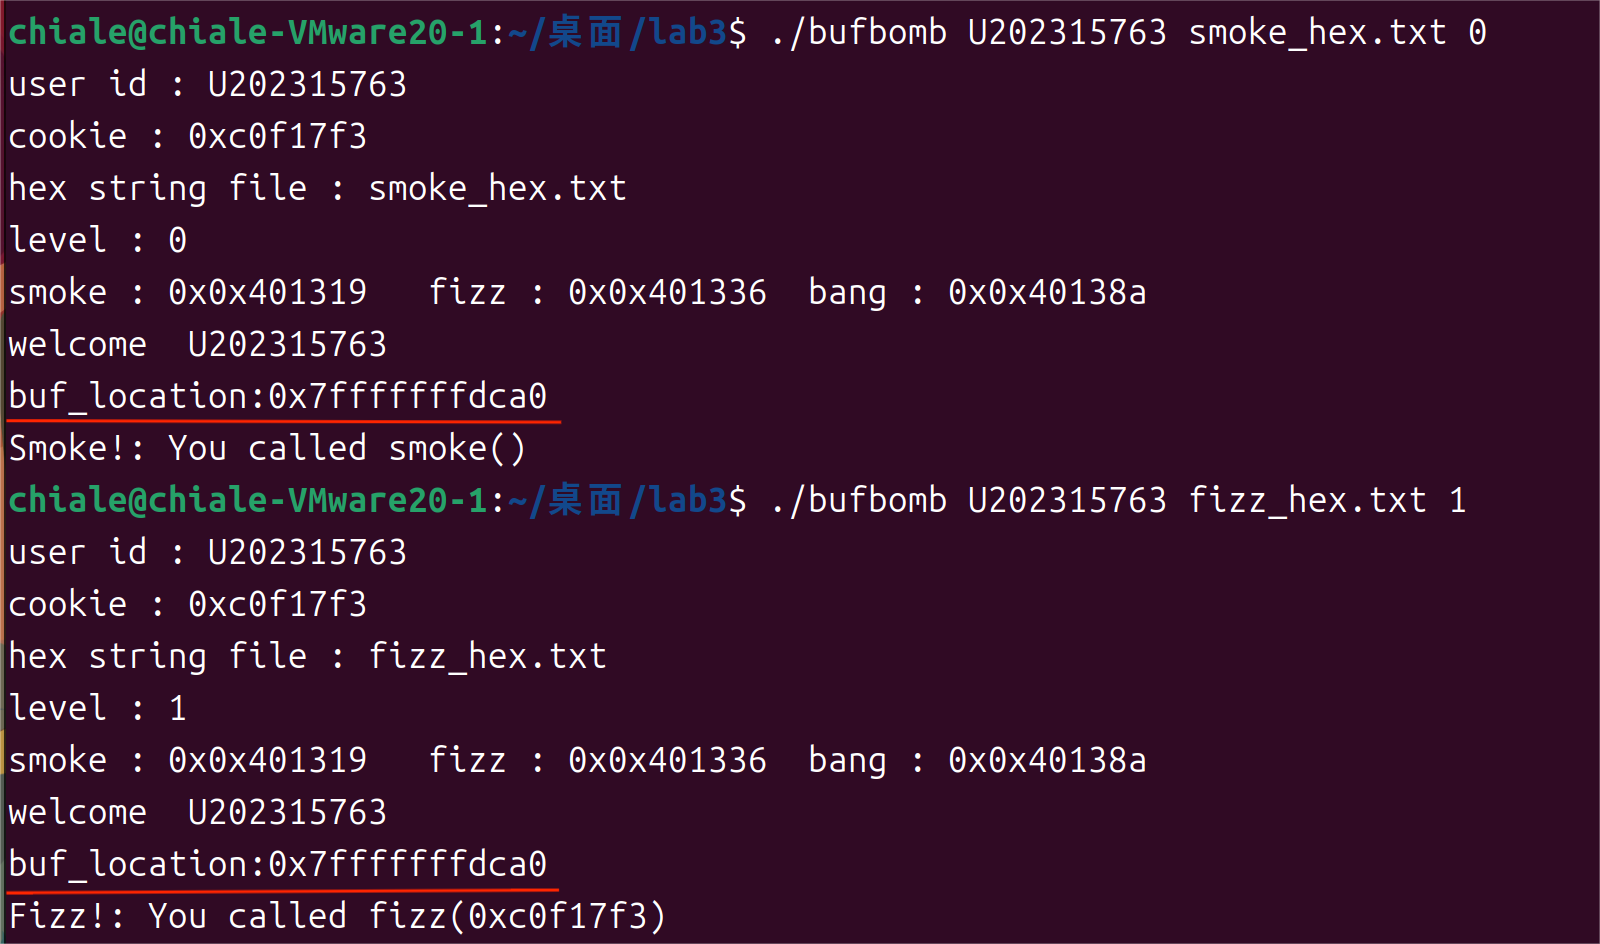 chiale@chiale-VMware20-1:~/桌面/lab3$ ./bufbomb U202315763 smoke_hex.txt 0
user id : U202315763
cookie : 0xc0f17f3
hex string file : smoke_hex.txt
level : 0
smoke : 0x0x401319   fizz : 0x0x401336  bang : 0x0x40138a
welcome  U202315763
buf_location:0x7fffffffdca0
Smoke!: You called smoke()
chiale@chiale-VMware20-1:~/桌面/lab3$ ./bufbomb U202315763 fizz_hex.txt 1
user id : U202315763
cookie : 0xc0f17f3
hex string file : fizz_hex.txt
level : 1
smoke : 0x0x401319   fizz : 0x0x401336  bang : 0x0x40138a
welcome  U202315763
buf_location:0x7fffffffdca0
Fizz!: You called fizz(0xc0f17f3)